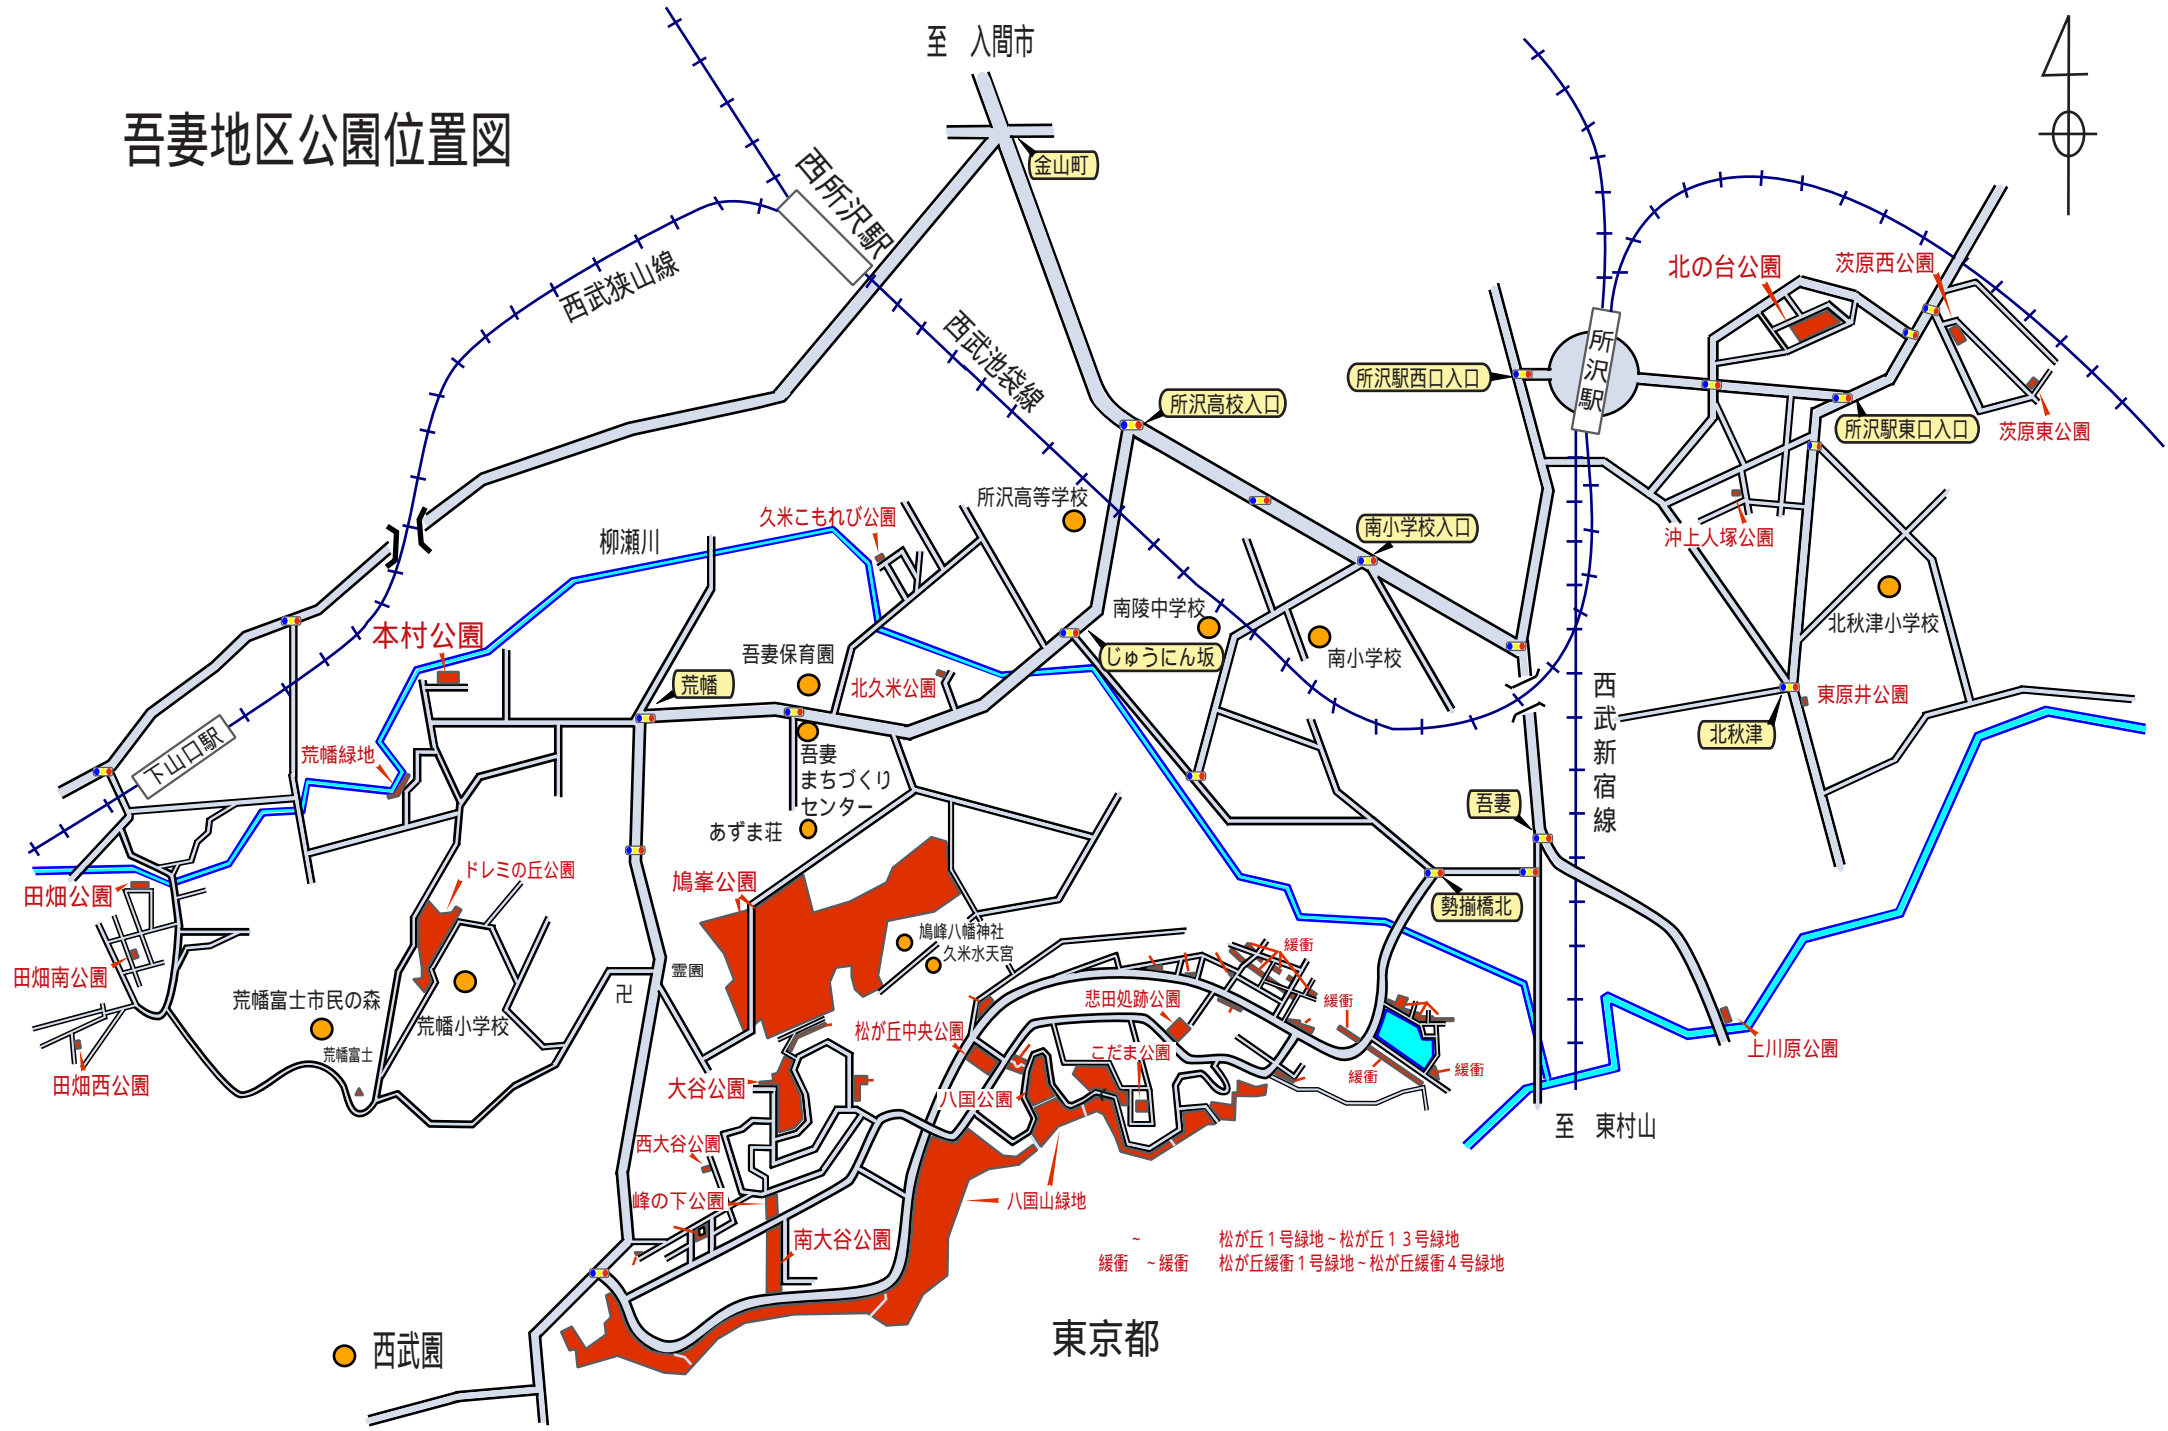 至　入間市
吾妻地区公園位置図
金山町
西所沢駅
西武狭山線
北の台公園
茨原西公園
西武池袋線
所沢駅
所沢駅西口入口
所沢高校入口
所沢駅東口入口
茨原東公園
所沢高等学校
久米こもれび公園
南小学校入口
柳瀬川
沖上人塚公園
南陵中学校
北秋津小学校
本村公園
吾妻保育園
じゅうにん坂
南小学校
荒幡
北久米公園
西武新宿線
東原井公園
北秋津
下山口駅
荒幡緑地
吾妻
まちづくり
センター
吾妻
あずま荘
ドレミの丘公園
鳩峯公園
田畑公園
勢揃橋北
鳩峰八幡神社
久米水天宮
緩衝
田畑南公園
霊園
卍
荒幡富士市民の森
悲田処跡公園
緩衝
荒幡小学校
松が丘中央公園
荒幡富士
こだま公園
上川原公園
緩衝
緩衝
田畑西公園
大谷公園
八国公園
至　東村山
西大谷公園
峰の下公園
八国山緑地
南大谷公園
～　松が丘１号緑地～松が丘１３号緑地
緩衝　～緩衝　松が丘緩衝１号緑地～松が丘緩衝４号緑地
東京都
西武園